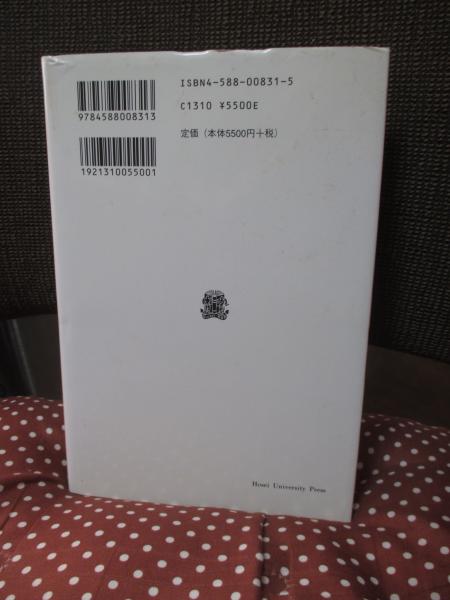 ISBN4-588-00831-5
C1310 ¥5500E
定価（本体5500円+税）
9784588008313
1921310055001
Hosei University Press